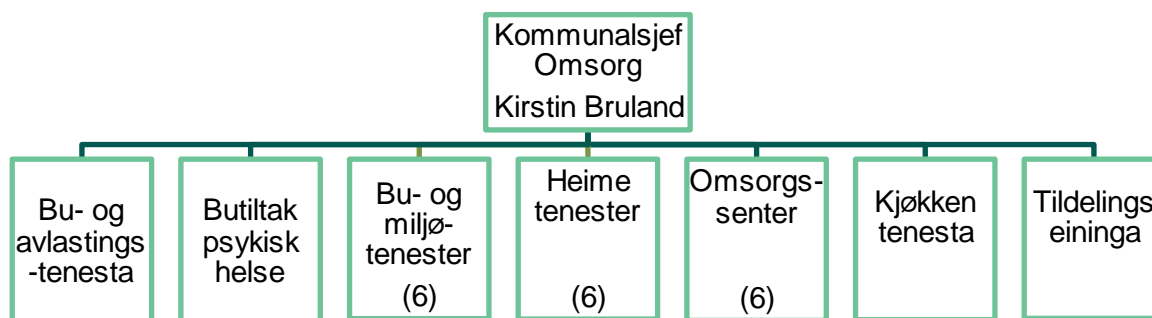 Kommunalsjef
Omsorg
Kirstin Bruland
Bu- og
avlastings
-tenesta
Butiltak
psykisk
helse
Bu- og
miljø-
tenester
(6)
Heime
tenester
(6)
Omsorgs-
senter
(6)
Kjøkken
tenesta
Tildelings
eininga